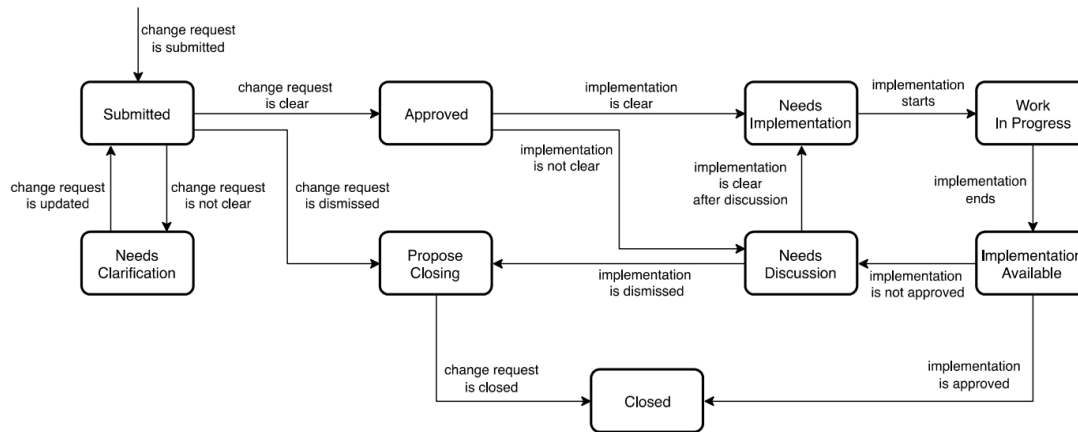 change request
is submitted
Submitted
change request
is clear
Approved
implementation
is clear
Needs
Implementation
implementation
starts
Work
In Progress
change request
is updated
change request
is not clear
change request
is dismissed
implementation
is not clear
implementation
is clear
after discussion
implementation
ends
Needs
Clarification
Propose
Closing
implementation
is dismissed
Needs
Discussion
implementation
is not approved
Implementation
Available
change request
is closed
Closed
implementation
is approved